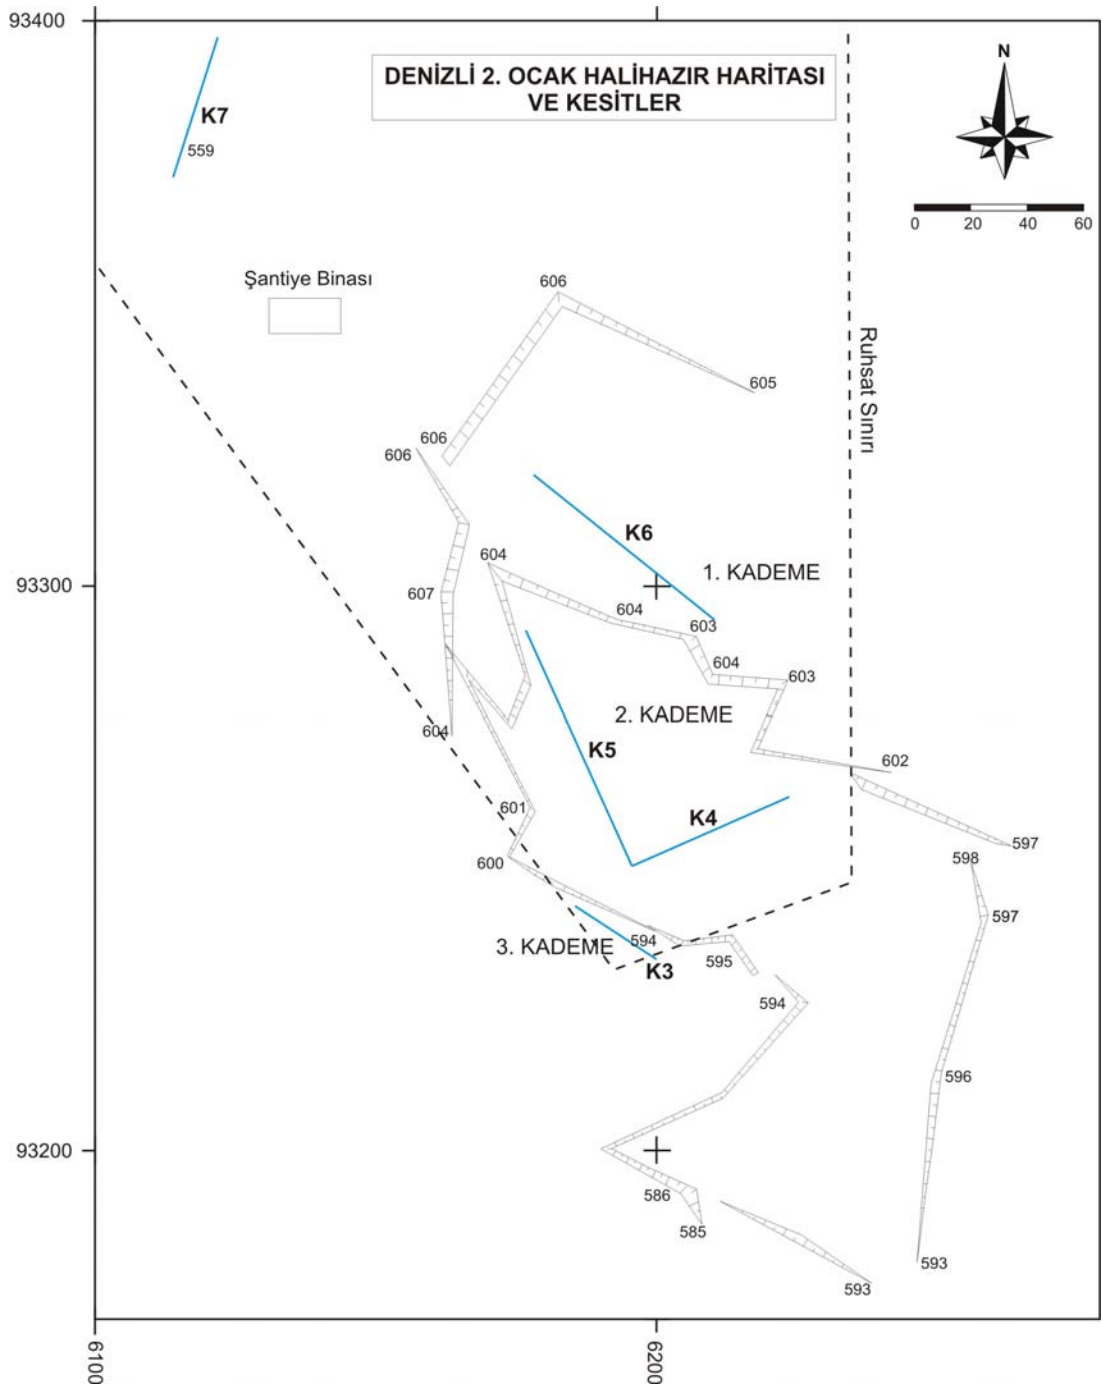 93400
DENİZLİ 2. OCAK HALİHAZIR HARİTASI
VE KESİTLER
N
K7
559
0 20 40 60
Şantiye Binası
606
Ruhsat Sınırı
605
606
606
K6
604
1. KADEME
93300
607
604
603
604
603
2. KADEME
604
K5
602
601
K4
597
598
600
597
594
3. KADEME
595
K3
594
596
93200
586
585
593
593
6100
6200